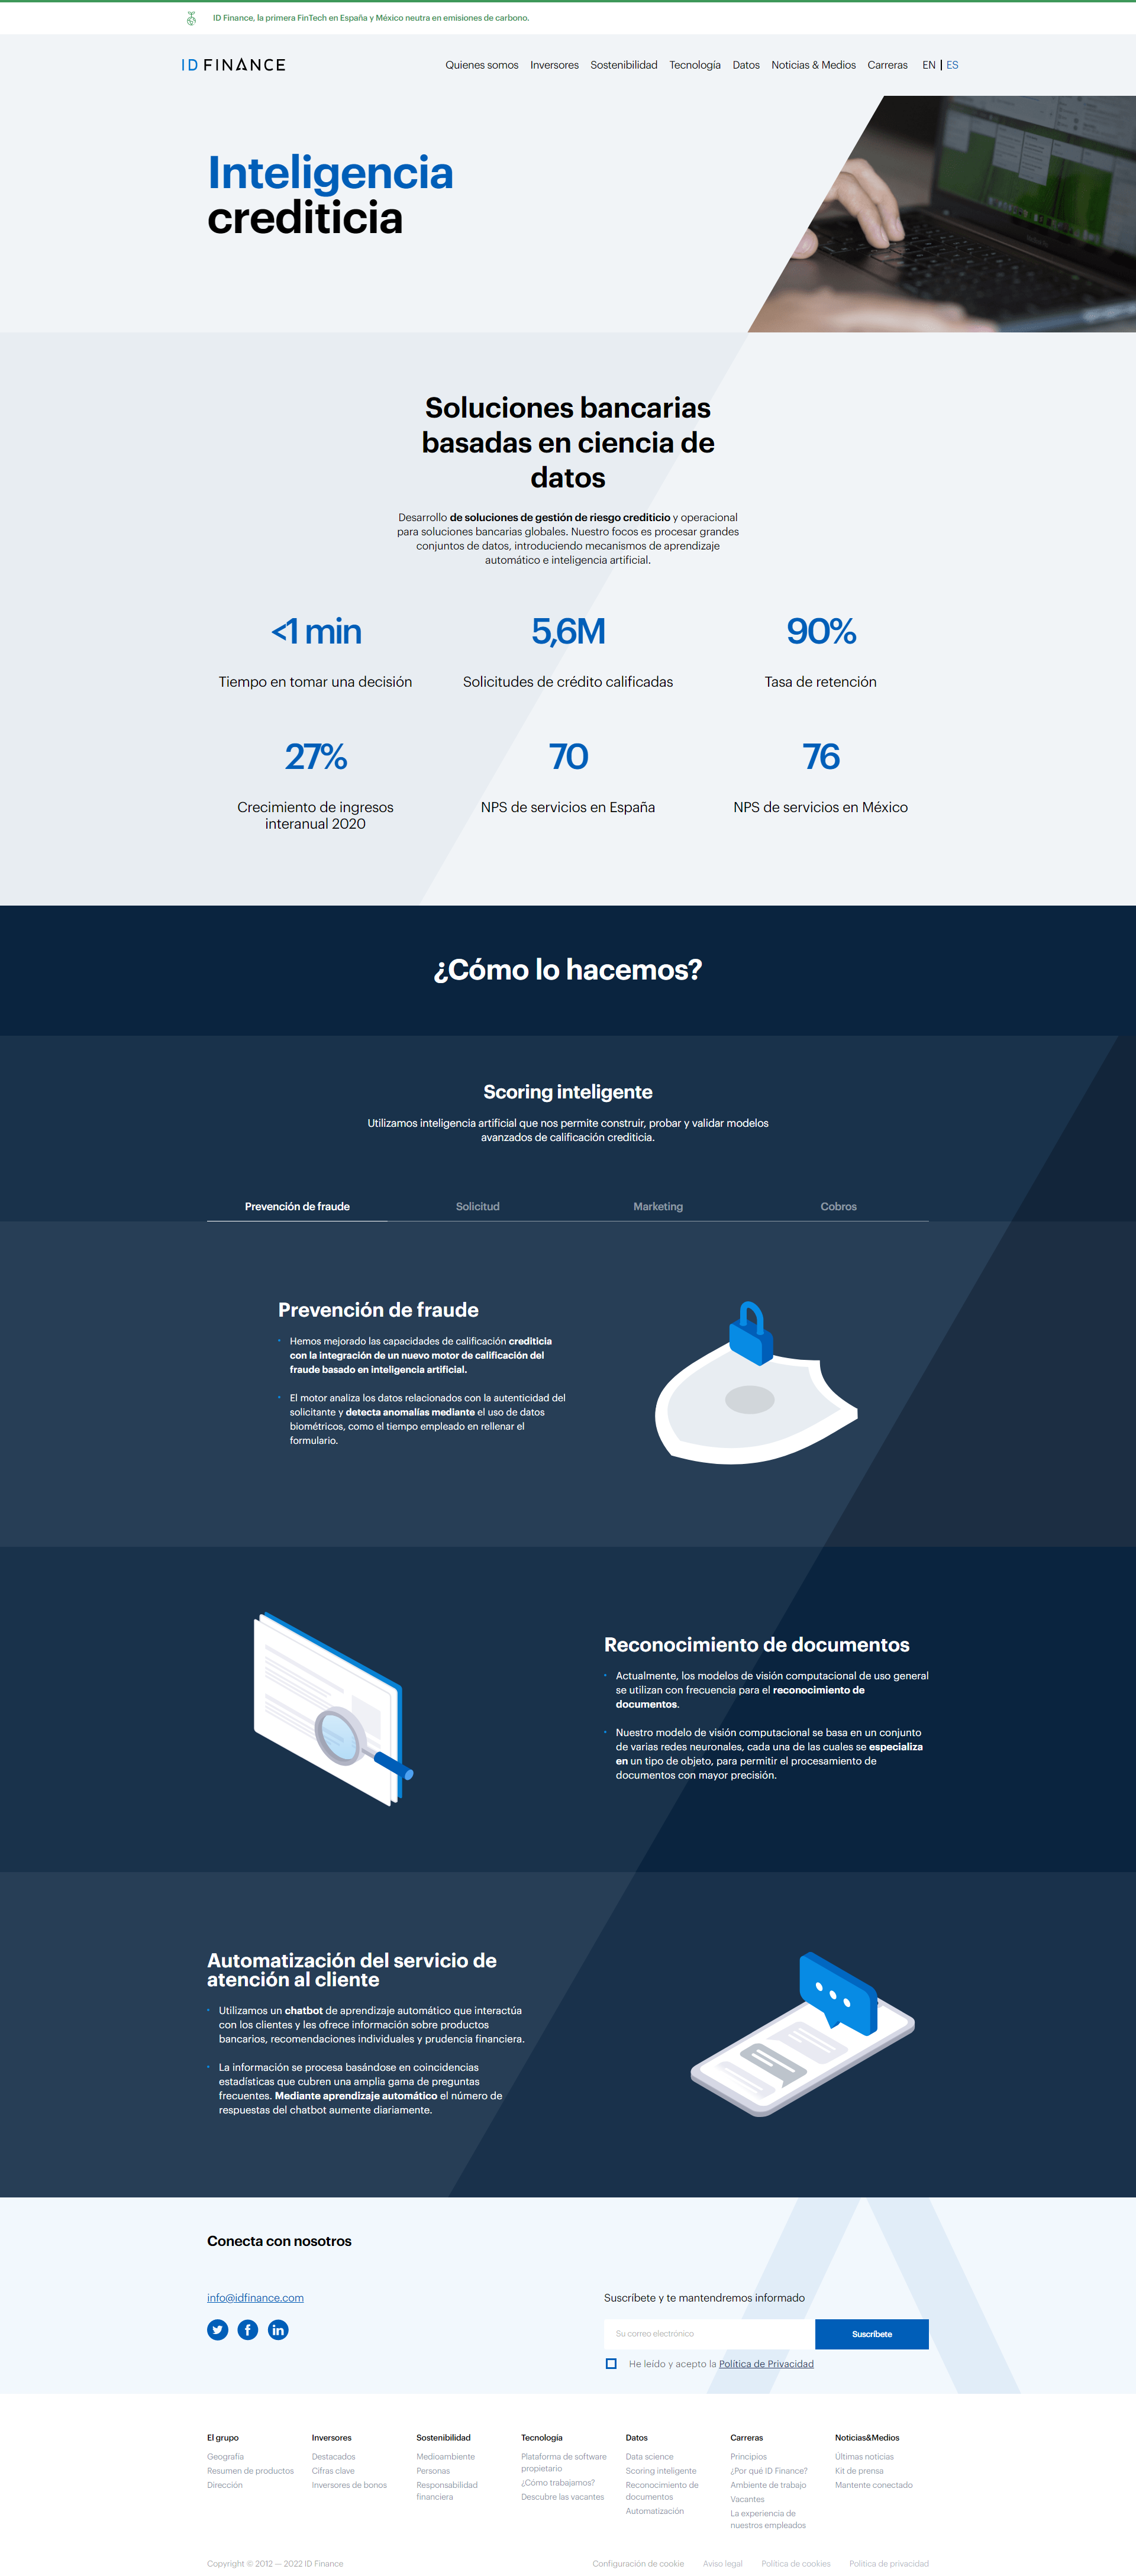 ID Finance, la primera FinTech en España y México neutra en emisiones de carbono.
ID FINANCE
Quienes somos Inversores Sostenibilidad Tecnología Datos Noticias & Medios Carreras EN | ES
Inteligencia
crediticia
Soluciones bancarias
basadas en ciencia de
datos
Desarrollo de soluciones de gestión de riesgo crediticio y operacional
para soluciones bancarias globales. Nuestro focos es procesar grandes
conjuntos de datos, introduciendo mecanismos de aprendizaje
automático e inteligencia artificial.
<1 min 5,6M 90%
Tiempo en tomar una decisión Solicitudes de crédito calificadas Tasa de retención
27% 70 76
Crecimiento de ingresos
interanual 2020
NPS de servicios en España NPS de servicios en México
¿Cómo lo hacemos?
Scoring inteligente
Utilizamos inteligencia artificial que nos permite construir, probar y validar modelos
avanzados de calificación crediticia.
Prevención de fraude Solicitud Marketing Cobros
Prevención de fraude
Hemos mejorado las capacidades de calificación crediticia
con la integración de un nuevo motor de calificación del
fraude basado en inteligencia artificial.
El motor analiza los datos relacionados con la autenticidad del
solicitante y detecta anomalías mediante el uso de datos
biométricos, como el tiempo empleado en rellenar el
formulario.
Reconocimiento de documentos
Actualmente, los modelos de visión computacional de uso general
se utilizan con frecuencia para el reconocimiento de
documentos.
Nuestro modelo de visión computacional se basa en un conjunto
de varias redes neuronales, cada una de las cuales se especializa
en un tipo de objeto, para permitir el procesamiento de
documentos con mayor precisión.
Automatización del servicio de
atención al cliente
Utilizamos un chatbot de aprendizaje automático que interactúa
con los clientes y les ofrece información sobre productos
bancarios, recomendaciones individuales y prudencia financiera.
La información se procesa basándose en coincidencias
estadísticas que cubren una amplia gama de preguntas
frecuentes. Mediante aprendizaje automático el número de
respuestas del chatbot aumente diariamente.
Conecta con nosotros
info@idfinance.com
Suscríbete y te mantendremos informado
Su correo electrónico
Suscríbete
He leído y acepto la Política de Privacidad
El grupo
Geografía
Resumen de productos
Dirección
Inversores
Destacados
Cifras clave
Inversores de bonos
Sostenibilidad
Medioambiente
Personas
Responsabilidad
financiera
Tecnología
Plataforma de software
propietario
¿Cómo trabajamos?
Descubre las vacantes
Datos
Data science
Scoring inteligente
Reconocimiento de
documentos
Automatización
Carreras
Principios
¿Por qué ID Finance?
Ambiente de trabajo
Vacantes
La experiencia de
nuestros empleados
Noticias&Medios
Últimas noticias
Kit de prensa
Mantente conectado
Copyright © 2012 — 2022 ID Finance
Configuración de cookie Aviso legal Política de cookies Política de privacidad